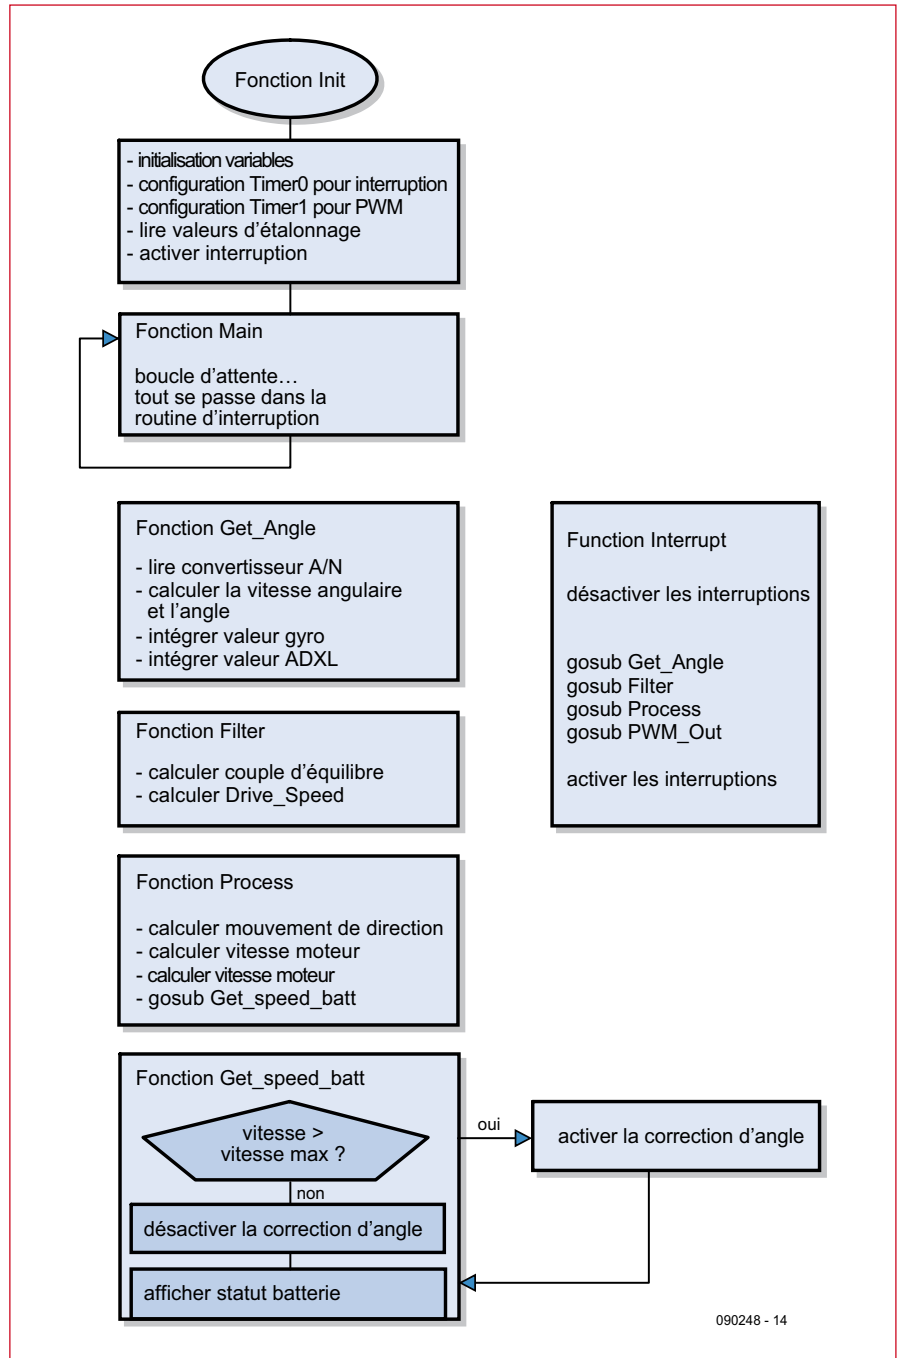 Fonction Init
- initialisation variables
- configuration Timer0 pour interruption
- configuration Timer1 pour PWM
- lire valeurs d'étalonnage
- activer interruption
Fonction Main
boucle d'attente…
tout se passe dans la
routine d'interruption
Fonction Get_Angle
- lire convertisseur A/N
- calculer la vitesse angulaire
et l'angle
- intégrer valeur gyro
- intégrer valeur ADXL
Function Interrupt
désactiver les interruptions
gosub Get_Angle
gosub Filter
gosub Process
gosub PWM_Out
activer les interruptions
Fonction Filter
- calculer couple d'équilibre
- calculer Drive_Speed
Fonction Process
- calculer mouvement de direction
- calculer vitesse moteur
- calculer vitesse moteur
- gosub Get_speed_batt
Fonction Get_speed_batt
vitesse >
vitesse max ?
oui
activer la correction d'angle
non
désactiver la correction d'angle
afficher statut batterie
090248 - 14